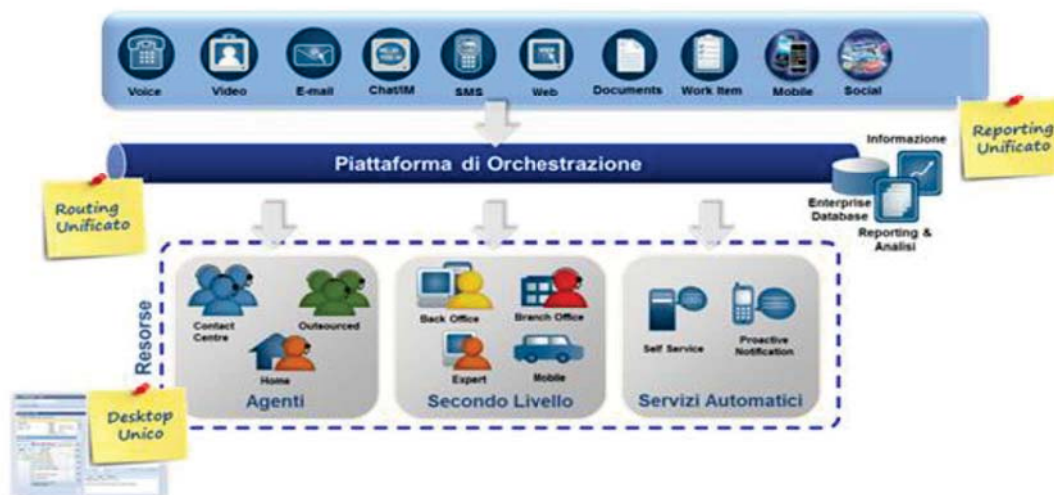 Voice
Video
E-mail
Chat/IM
SMS
Web
Documents
Work Item
Mobile
Social
Reporting
Unificato
Piattaforma di Orchestrazione
Informazione
Enterprise
Database
Reporting &
Analisi
Routing
Unificato
Resorse
Contact
Centre
Outsourced
Home
Agenti
Back Office
Branch Office
Expert
Mobile
Secondo Livello
Self Service
Proactive
Notification
Servizi Automatici
Desktop
Unico